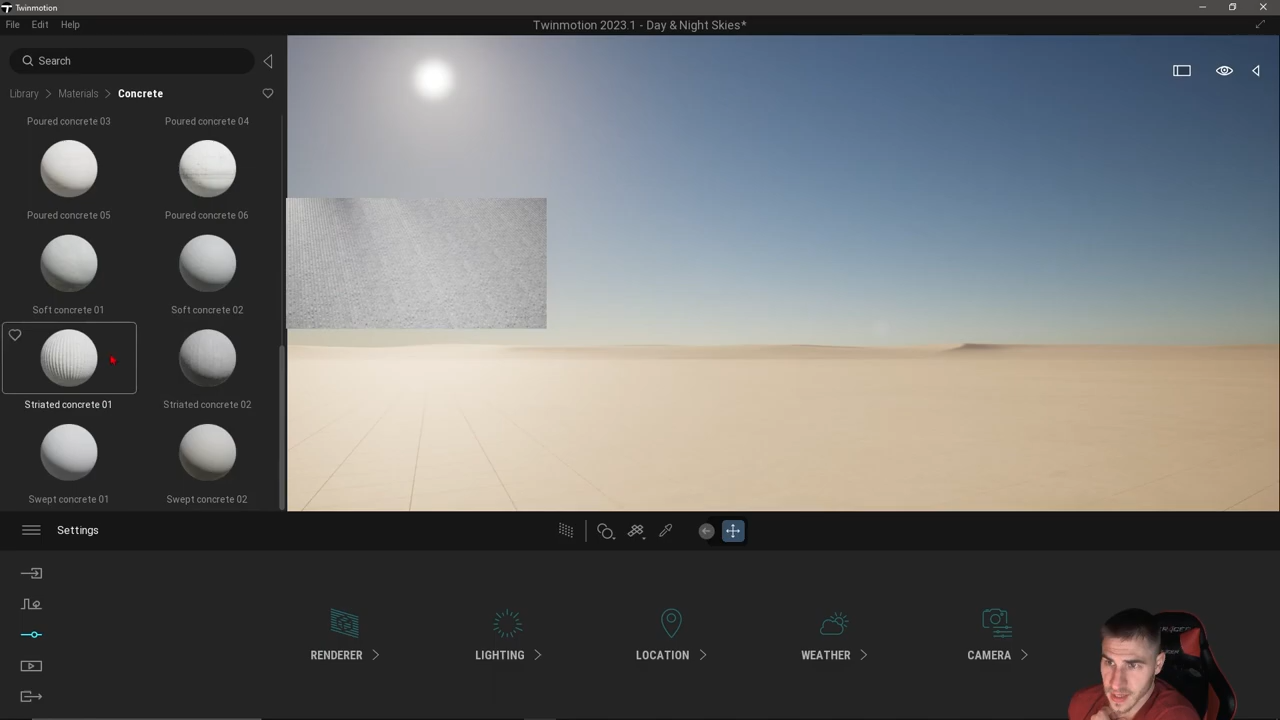 Twinmotion
File Edit Help
Twinmotion 2023.1 - Day & Night Skies*
Search
Library > Materials > Concrete
Poured concrete 03 Poured concrete 04
Poured concrete 05 Poured concrete 06
Soft concrete 01 Soft concrete 02
Striated concrete 01 Striated concrete 02
Swept concrete 01 Swept concrete 02
Settings
RENDERER LIGHTING LOCATION WEATHER CAMERA